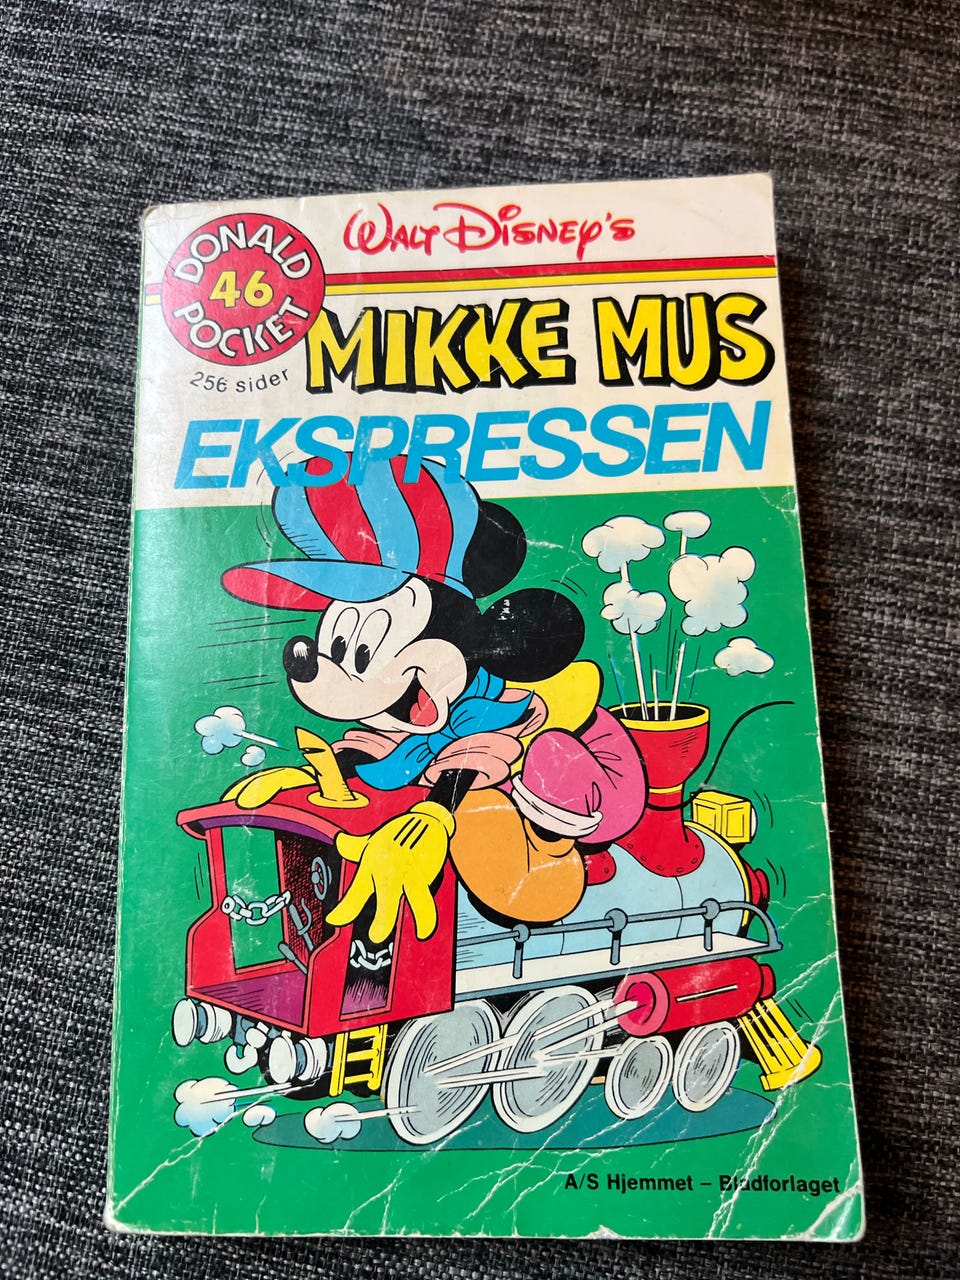 WALT DISNEY'S
DONALD
46
POCKET
256 sider
MIKKE MUS
EKSPRESSEN
A/S Hjemmet – Bladforlaget